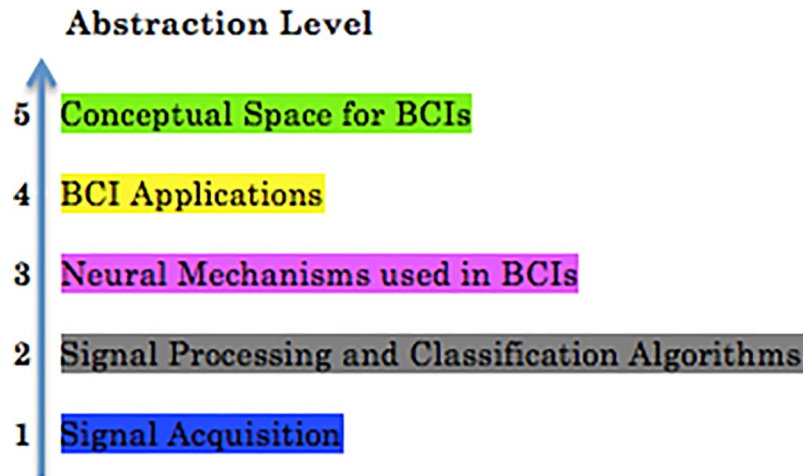 Abstraction Level
5 Conceptual Space for BCIs
4 BCI Applications
3 Neural Mechanisms used in BCIs
2 Signal Processing and Classification Algorithms
1 Signal Acquisition